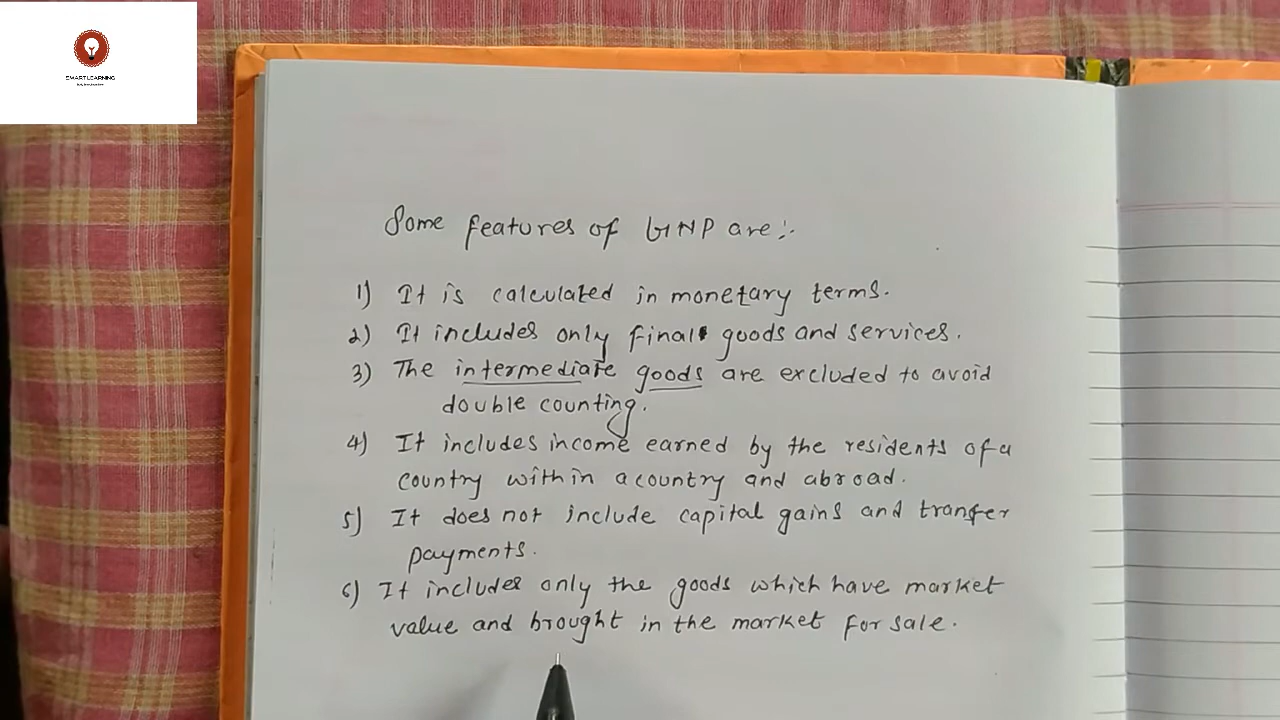 SMART LEARNING
Some features of GNP are:-
1) It is calculated in monetary terms.
2) It includes only final goods and services.
3) The intermediate goods are excluded to avoid
double counting.
4) It includes income earned by the residents of a
country within a country and abroad.
5) It does not include capital gains and tranfer
payments.
6) It includes only the goods which have market
value and brought in the market for sale.